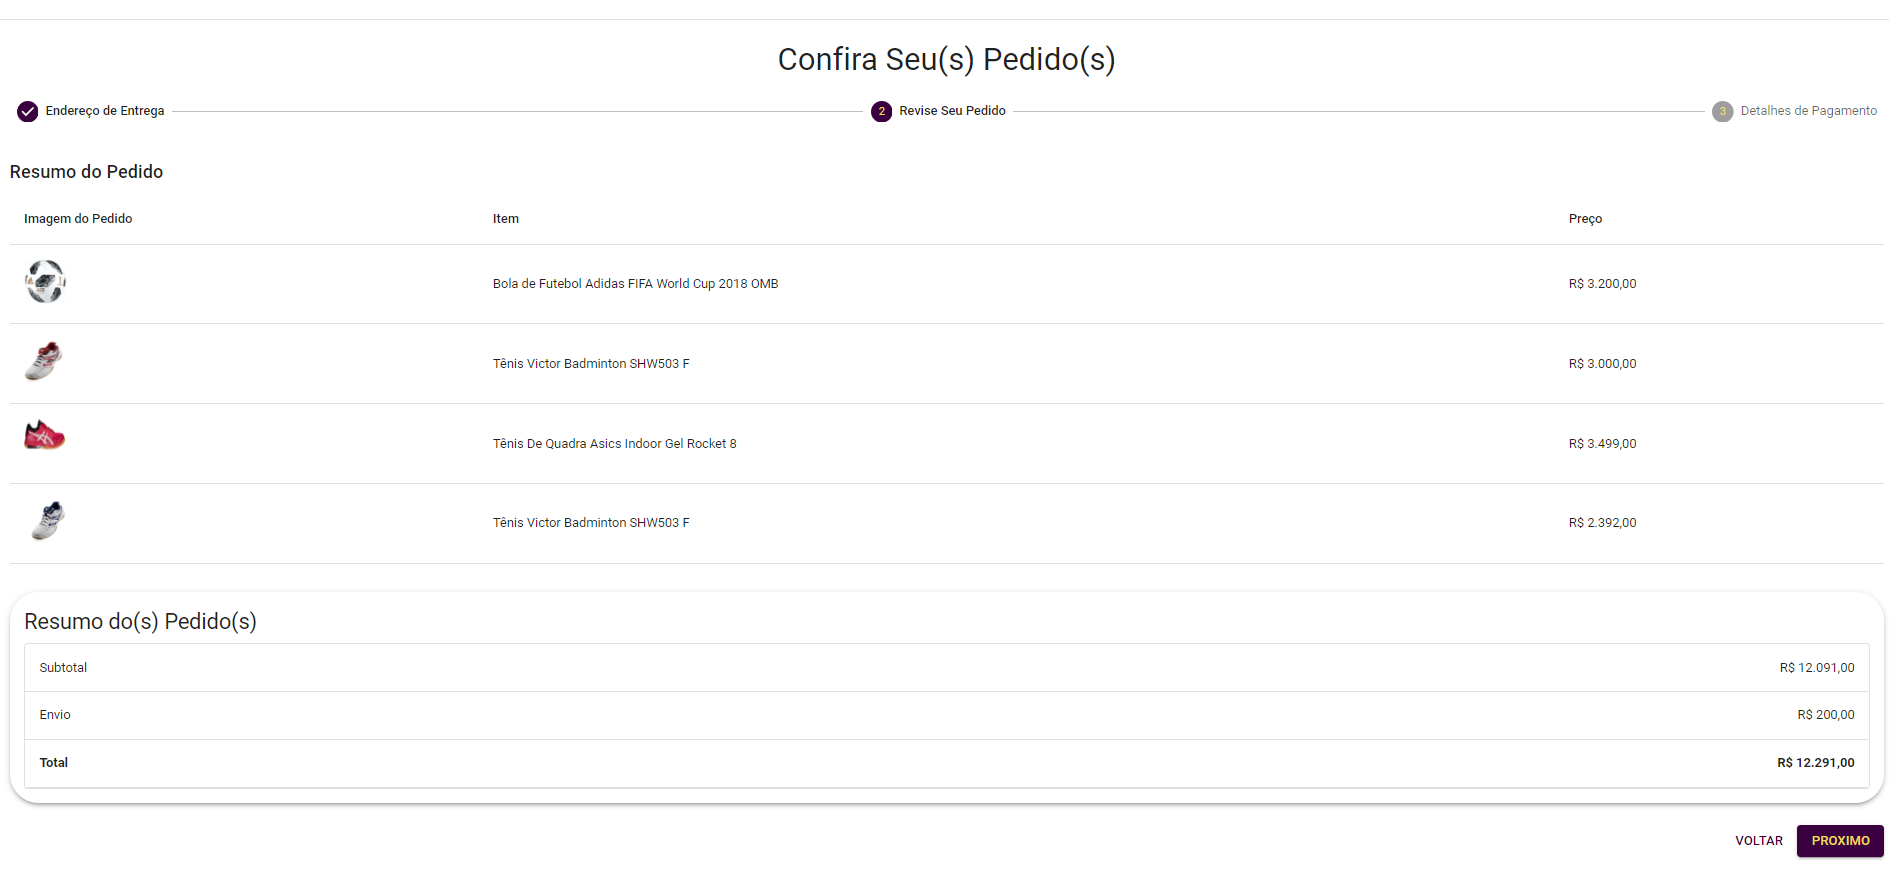 Confira Seu(s) Pedido(s)
Endereço de Entrega
2 Revise Seu Pedido
3 Detalhes de Pagamento
Resumo do Pedido
Imagem do Pedido Item Preço
Bola de Futebol Adidas FIFA World Cup 2018 OMB R$ 3.200,00
Tênis Victor Badminton SHW503 F R$ 3.000,00
Tênis De Quadra Asics Indoor Gel Rocket 8 R$ 3.499,00
Tênis Victor Badminton SHW503 F R$ 2.392,00
Resumo do(s) Pedido(s)
Subtotal R$ 12.091,00
Envio R$ 200,00
Total R$ 12.291,00
VOLTAR PROXIMO